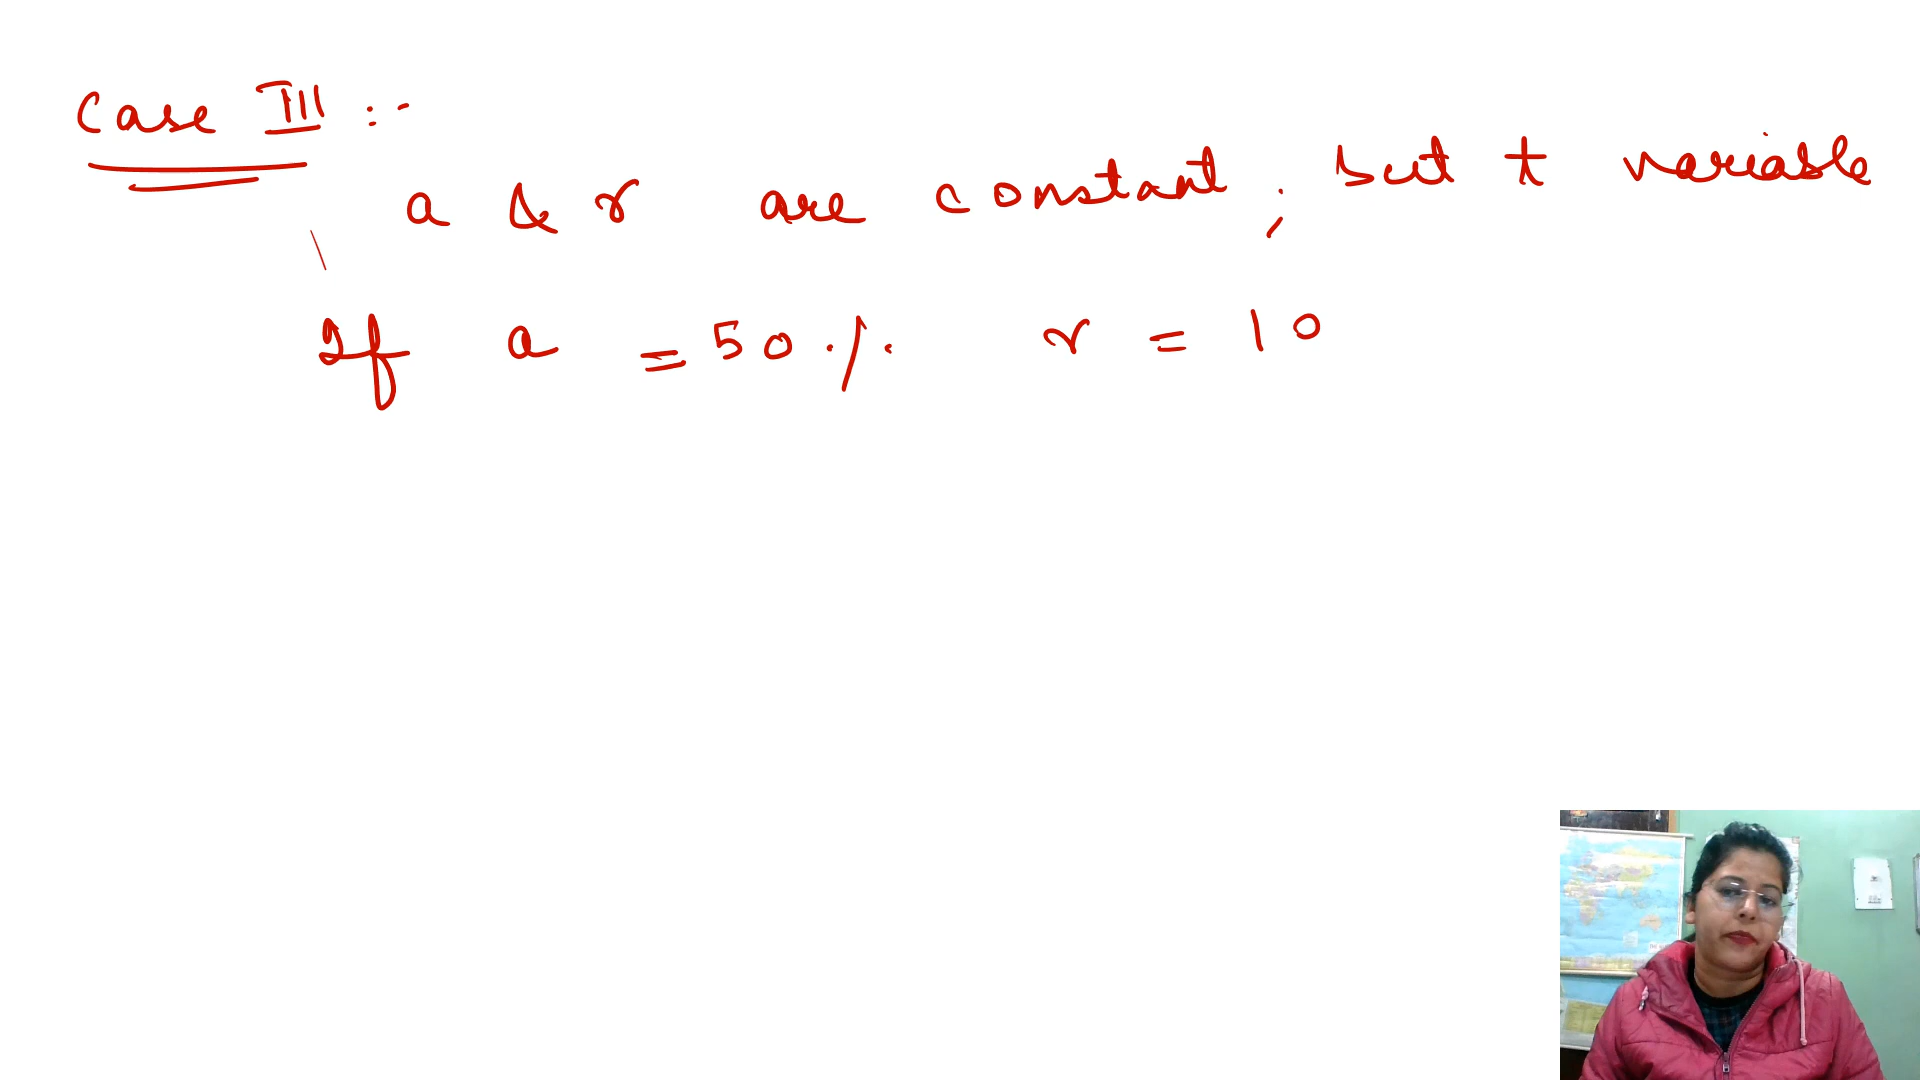 Case III :-
a & r are constant ; but t variable
If a = 50 % r = 10